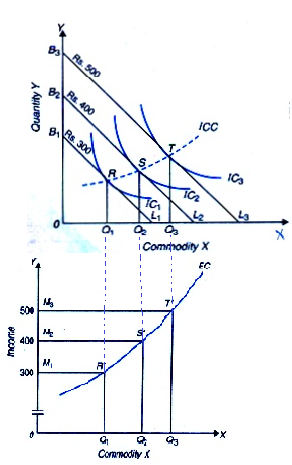 Y
B₃
Rs. 500
B₂
Rs. 400
B₁
Rs. 300
Quantity Y
ICC
T
S
R
IC₃
IC₂
IC₁
0
Q₁ Q₂ Q₃
L₁ L₂ L₃
X
Commodity X
Y
EC
M₃
500
T'
M₂
400
S'
M₁
300
R'
Income
0
Q₁ Q₂ Q₃
X
Commodity X